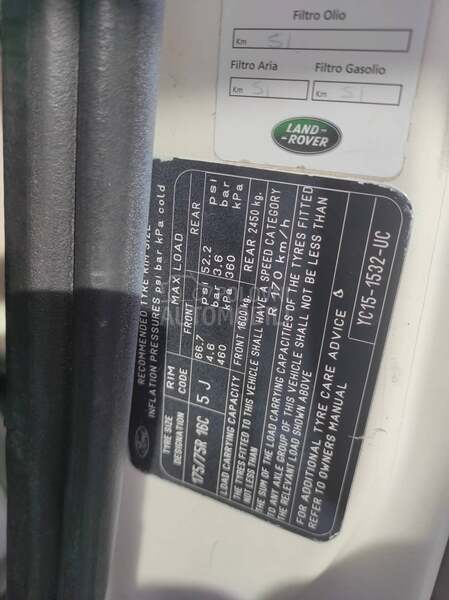 Filtro Olio
Km SI
Filtro Aria
Km SI
Filtro Gasolio
Km SI
LAND-
-ROVER
RECOMMENDED TYRE RIM SIZE
INFLATION PRESSURES psi bar kPa cold
TYRE SIZE
DESIGNATION
RIM
CODE
MAX LOAD
FRONT
REAR
175/75R 16C
5 J
66.7 psi
4.6 bar
460 kPa
52.2 psi
3.6 bar
360 kPa
LOAD CARRYING CAPACITY FRONT 1600 kg. REAR 2450 kg.
THE TYRES FITTED TO THIS VEHICLE SHALL HAVE A SPEED CATEGORY
NOT LESS THAN R 170 km/h
THE SUM OF THE LOAD CARRYING CAPACITIES OF THE TYRES FITTED
TO ANY AXLE GROUP OF THIS VEHICLE SHALL NOT BE LESS THAN
THE RELEVANT LOAD SHOWN ABOVE
FOR ADDITIONAL TYRE CARE ADVICE
REFER TO OWNERS MANUAL
YC15-1532-UC